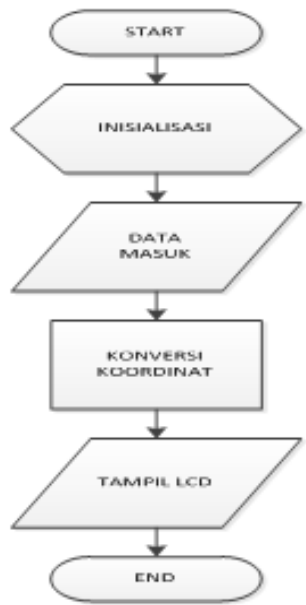 START
INISIALISASI
DATA
MASUK
KONVERSI
KOORDINAT
TAMPIL LCD
END